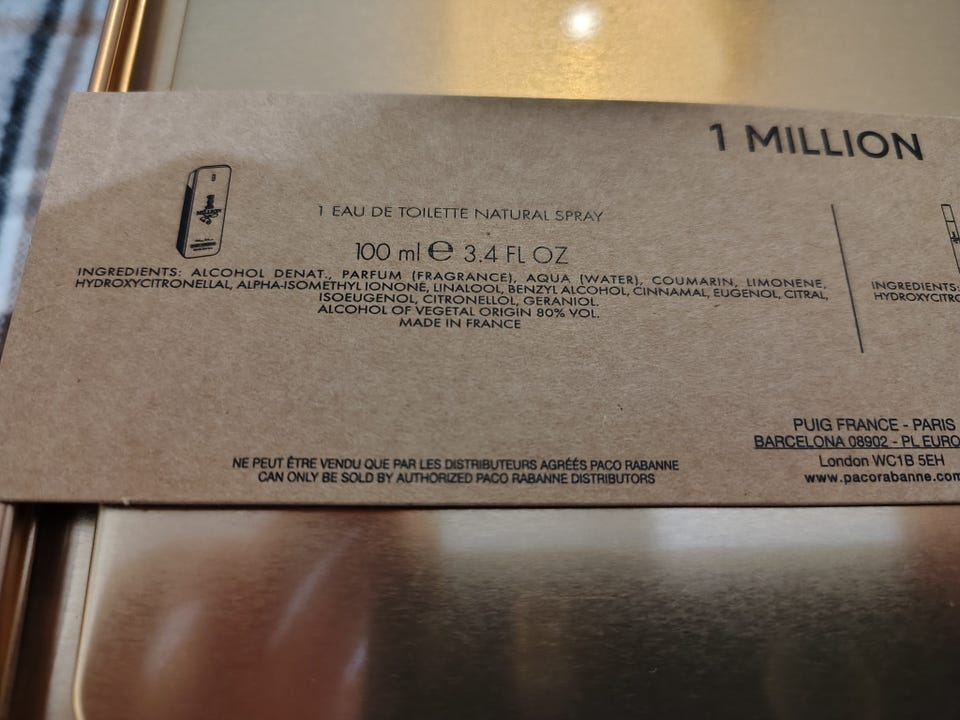 1 MILLION
1 EAU DE TOILETTE NATURAL SPRAY
100 ml ℮ 3.4 FL OZ
INGREDIENTS: ALCOHOL DENAT., PARFUM (FRAGRANCE), AQUA (WATER), COUMARIN, LIMONENE,
HYDROXYCITRONELLAL, ALPHA-ISOMETHYL IONONE, LINALOOL, BENZYL ALCOHOL, CINNAMAL, EUGENOL, CITRAL,
ISOEUGENOL, CITRONELLOL, GERANIOL.
ALCOHOL OF VEGETAL ORIGIN 80% VOL.
MADE IN FRANCE
INGREDIENTS:
HYDROXYCITRO
PUIG FRANCE - PARIS
BARCELONA 08902 - PL EURO
London WC1B 5EH
www.pacorabanne.com
NE PEUT ÊTRE VENDU QUE PAR LES DISTRIBUTEURS AGRÉÉS PACO RABANNE
CAN ONLY BE SOLD BY AUTHORIZED PACO RABANNE DISTRIBUTORS